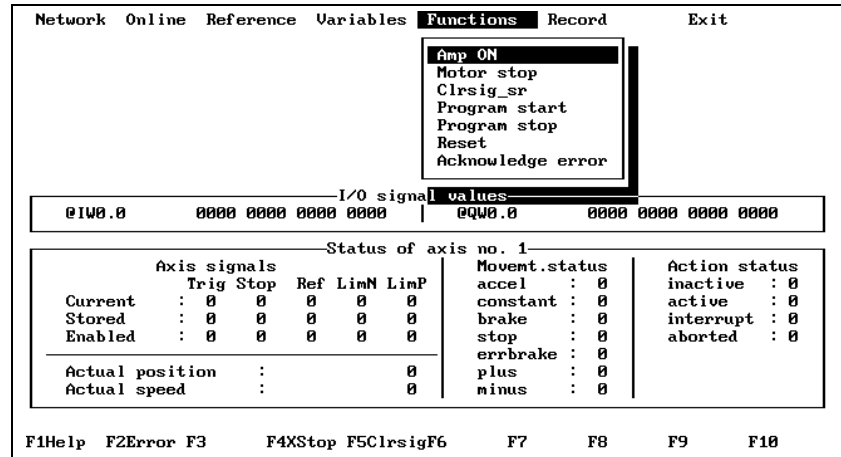 Network Online Reference Variables Functions Record Exit
Amp ON
Motor stop
Clrsig_sr
Program start
Program stop
Reset
Acknowledge error
I/O signal values
@IW0.0 0000 0000 0000 0000 | @QW0.0 0000 0000 0000 0000
Status of axis no. 1
Axis signals Movemt.status Action status
Trig Stop Ref LimN LimP accel : 0 inactive : 0
Current : 0 0 0 0 0 constant : 0 active : 0
Stored : 0 0 0 0 0 brake : 0 interrupt : 0
Enabled : 0 0 0 0 0 stop : 0 aborted : 0
errbrake : 0
Actual position : 0 plus : 0
Actual speed : 0 minus : 0
F1Help F2Error F3 F4XStop F5ClrsigF6 F7 F8 F9 F10